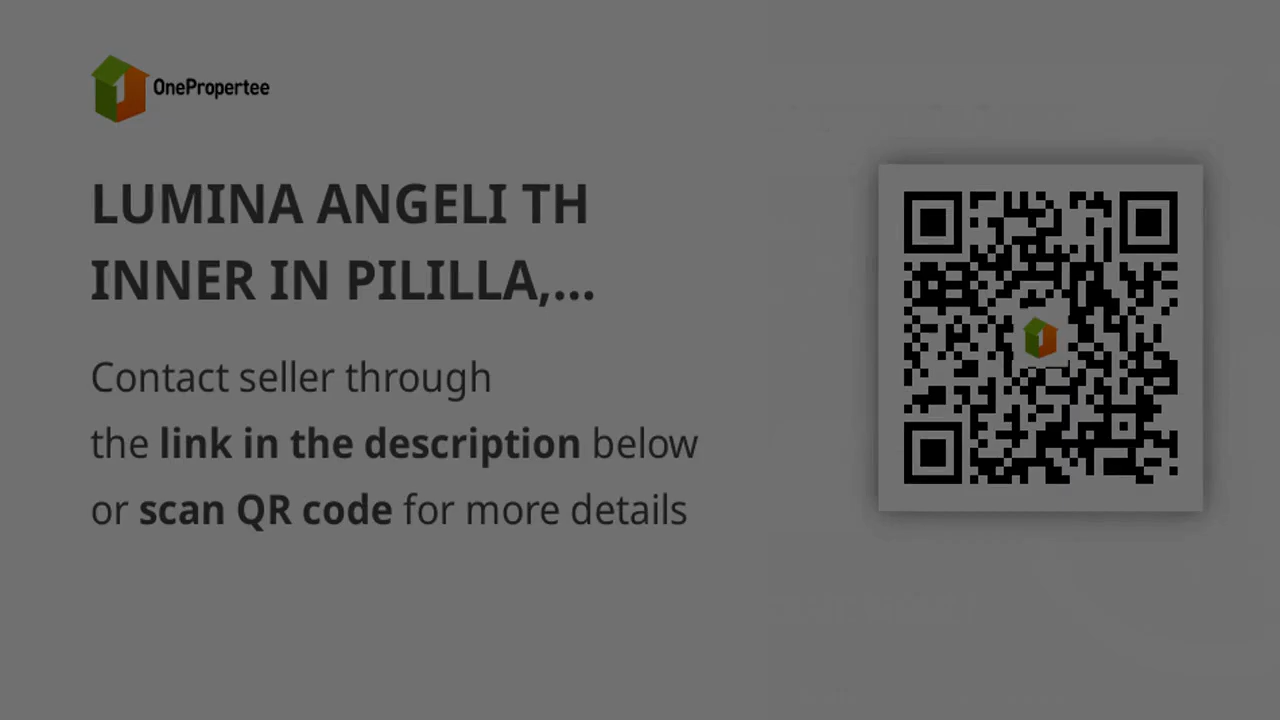 OnePropertee
LUMINA ANGELI TH
INNER IN PILILLA,...
Contact seller through
the link in the description below
or scan QR code for more details